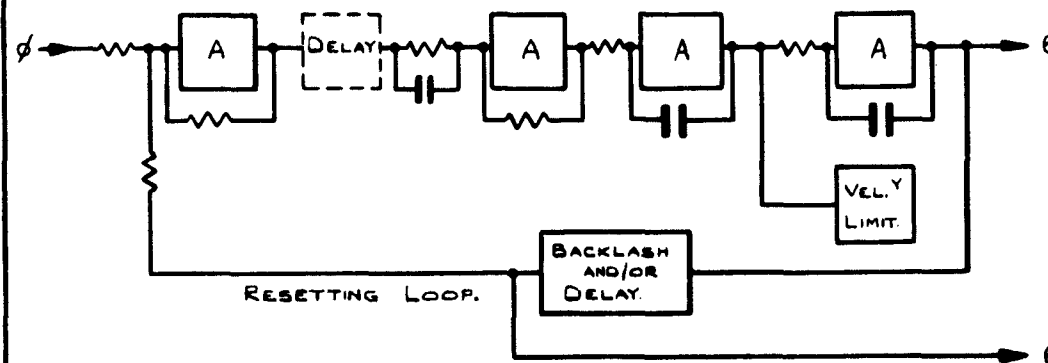 ø
A
DELAY
A
A
A
VEL.Y
LIMIT.
BACKLASH
AND/OR
DELAY.
RESETTING LOOP.